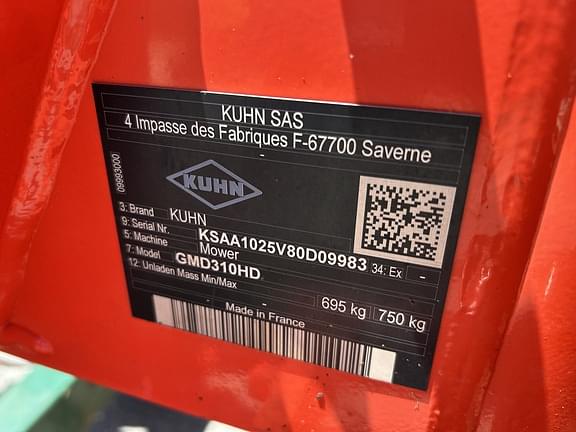 KUHN SAS
4 Impasse des Fabriques F-67700 Saverne
-
09993000
KUHN
3: Brand KUHN
9: Serial Nr. KSAA1025V80D09983 34: Ex -
5: Machine Mower
7: Model GMD310HD
12: Unladen Mass Min/Max 695 kg 750 kg
Made in France